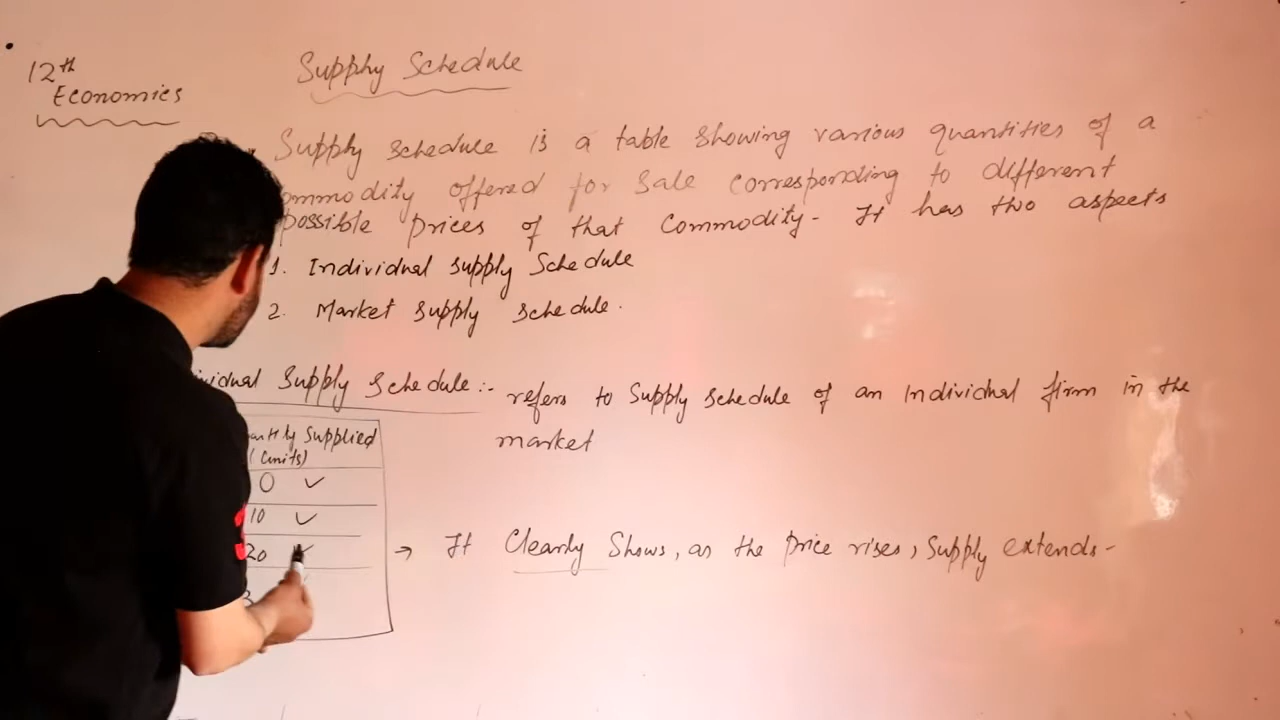 12th
Economics
Supply Schedule
Supply schedule is a table showing various quantities of a
ommodity offered for sale corresponding to different
possible prices of that commodity- It has two aspects
1. Individual supply Schedule
2. Market supply schedule.
ividual Supply Schedule:- refers to supply schedule of an Individual firm in the
market
Supplied
(units)
0 ✓
10 ✓
20 ✓
3
→ It Clearly Shows, as the price rises, supply extends-